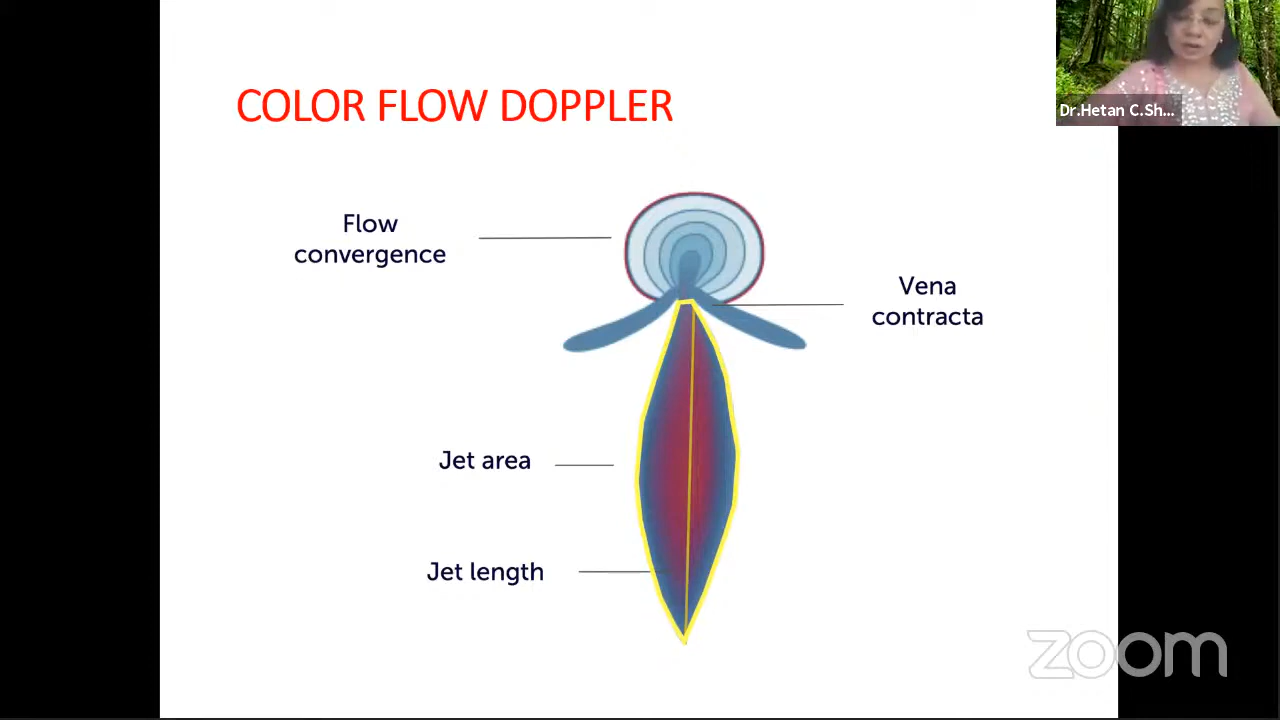 Dr.Hetan C.Sh...
COLOR FLOW DOPPLER
Flow
convergence
Vena
contracta
Jet area
Jet length
zoom